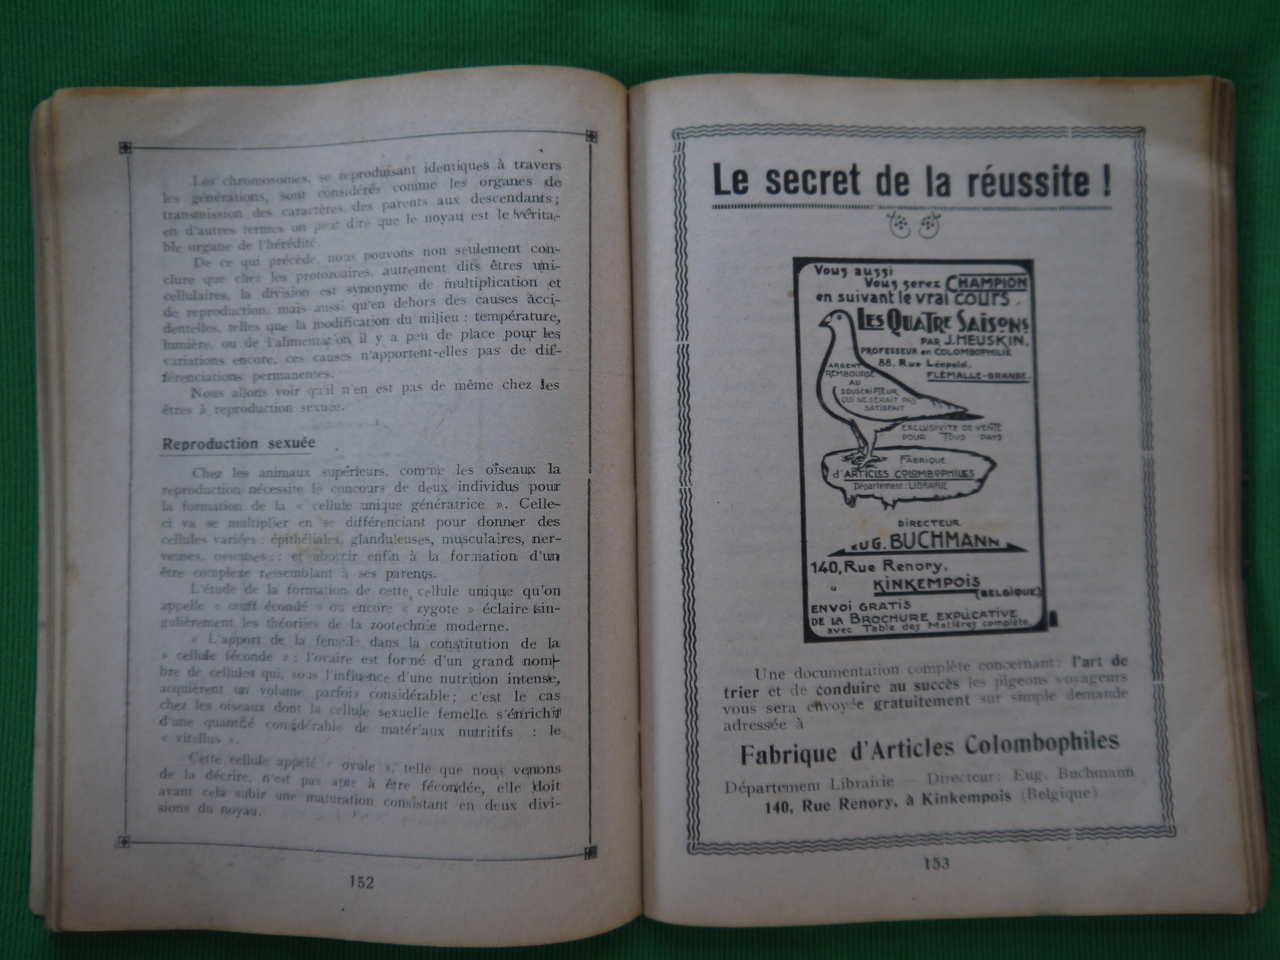 Les chromosomes, se reproduisant identiques à travers
les générations, sont considérés comme les organes de
transmission des caractères des parents aux descendants;
en d'autres termes on peut dire que le noyau est le vérita-
ble organe de l'hérédité.
De ce qui précède, nous pouvons non seulement con-
clure que chez les protozoaires, autrement dits êtres uni-
cellulaires, la division est synonyme de multiplication et
de reproduction, mais aussi qu'en dehors des causes acci-
dentelles, telles que la modification du milieu : température,
lumière, ou de l'alimentation il y a peu de place pour les
variations encore, ces causes n'apportent-elles pas de dif-
férenciations permanentes.
Nous allons voir qu'il n'en est pas de même chez les
êtres à reproduction sexuée.
Reproduction sexuée
Chez les animaux supérieurs, comme les oiseaux la
reproduction nécessite le concours de deux individus pour
la formation de la « cellule unique génératrice ». Celle-
ci va se multiplier en se différenciant pour donner des
cellules variées : épithéliales, glanduleuses, musculaires, ner-
veuses, osseuses : : et aboutir enfin à la formation d'un
être complexe ressemblant à ses parents.
L'étude de la formation de cette cellule unique qu'on
appelle « œuff écondé » ou encore « zygote » éclaire sin-
gulièrement les théories de la zootechnie moderne.
« L'apport de la femelle dans la constitution de la
« cellule féconde » : l'ovaire est formé d'un grand nom-
bre de cellules qui, sous l'influence d'une nutrition intense,
acquièrent un volume parfois considérable; c'est le cas
chez les oiseaux dont la cellule sexuelle femelle s'enrichit
d'une quantité considérable de matériaux nutritifs : le
« vitellus ».
Cette cellule appelé « ovule », telle que nous venons
de la décrire, n'est pas apte à être fécondée, elle doit
avant cela subir une maturation consistant en deux divi-
sions du noyau.
152
Le secret de la réussite !
Vous aussi
Vous serez CHAMPION
en suivant le vrai COURS
LES QUATRE SAISONS
PAR J. HEUSKIN.
PROFESSEUR en COLOMBOPHILIE
88, Rue Léopold.
FLÉMALLE-GRANDE
ARGENT
REMBOURSÉ
AU
SOUSCRIPTEUR
QUI NE SERAIT PAS
SATISFAIT
EXCLUSIVITÉ DE VENTE
POUR TOUS PAYS
FABRIQUE
d'ARTICLES COLOMBOPHILES
Département LIBRAIRIE
DIRECTEUR
EUG. BUCHMANN
140, Rue Renory.
à KINKEMPOIS
(BELGIQUE)
ENVOI GRATIS
DE LA BROCHURE EXPLICATIVE
avec Table des Matières complète.
Une documentation complète concernant: l'art de
trier et de conduire au succès les pigeons voyageurs
vous sera envoyée gratuitement sur simple demande
adressée à
Fabrique d'Articles Colombophiles
Département Librairie — Directeur: Eug. Buchmann
140, Rue Renory, à Kinkempois (Belgique)
153